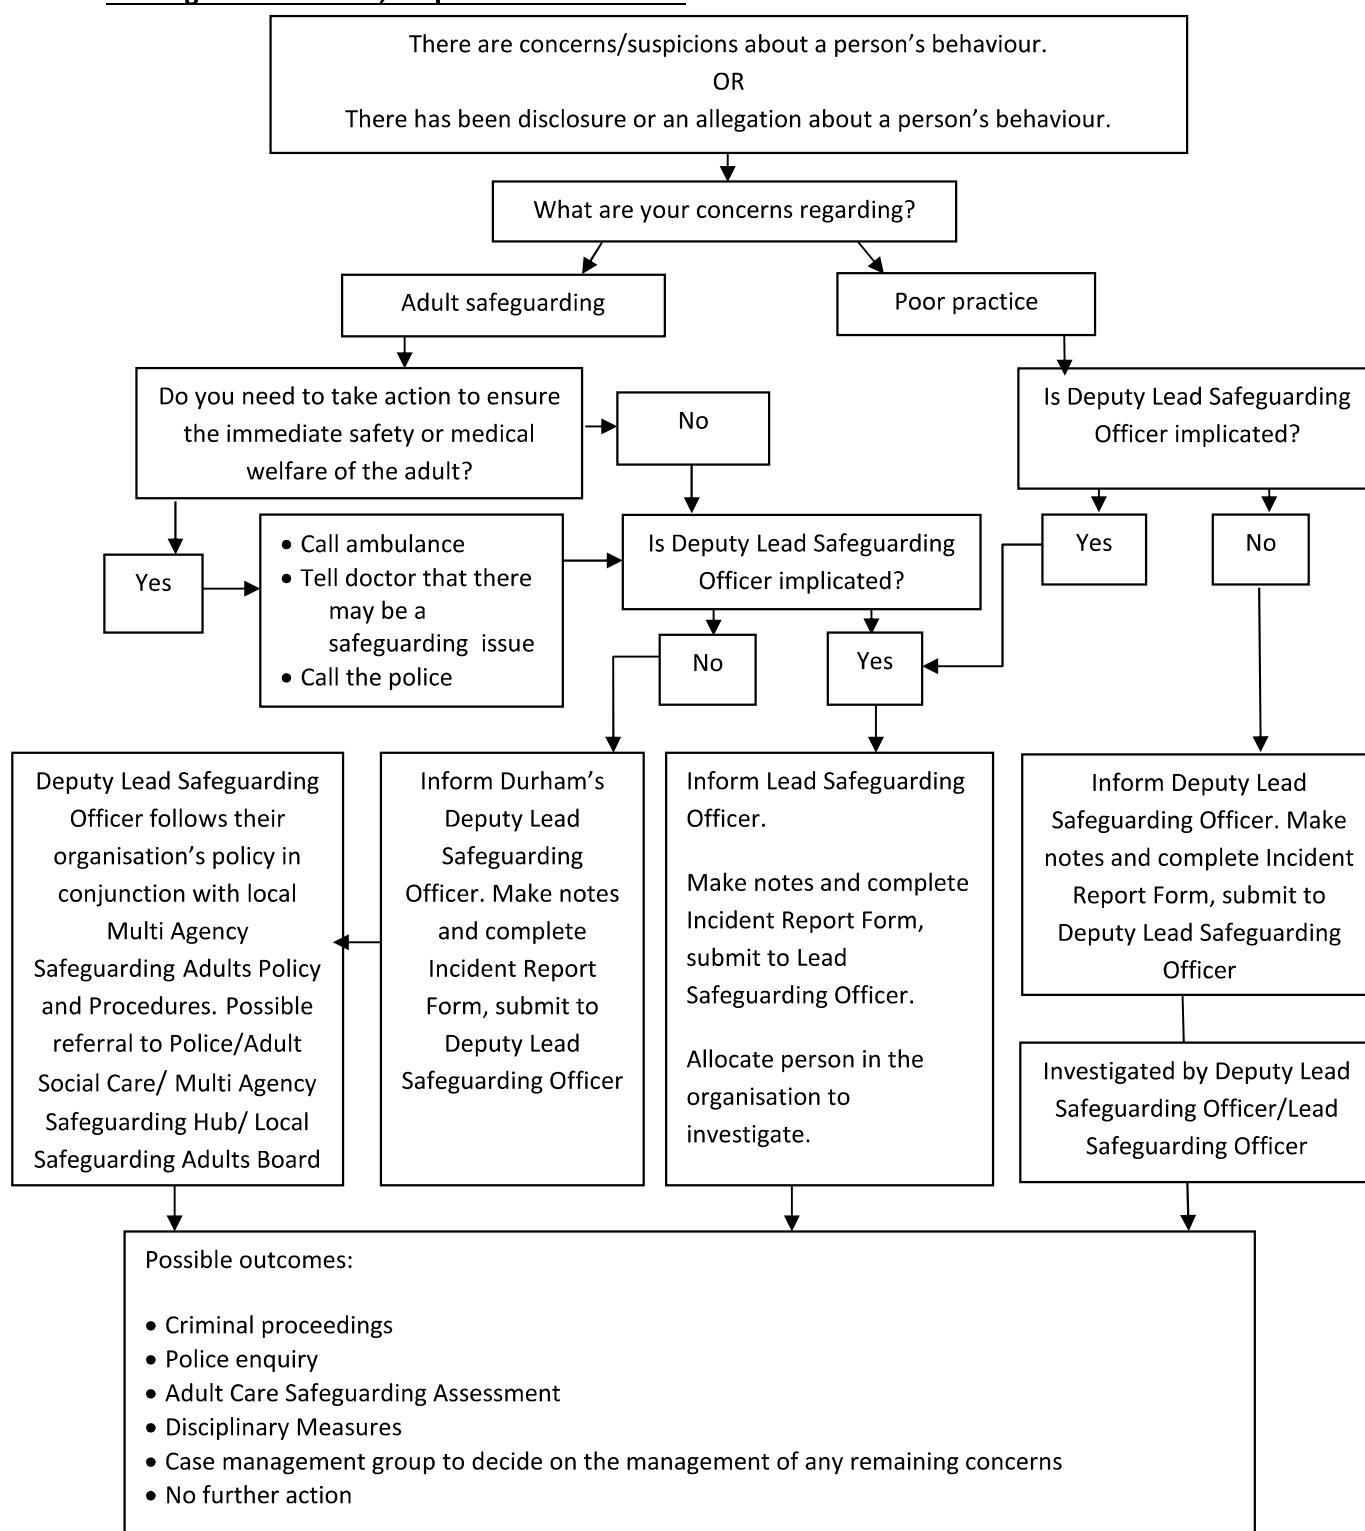 There are concerns/suspicions about a person’s behaviour.
OR
There has been disclosure or an allegation about a person’s behaviour.
What are your concerns regarding?
Adult safeguarding
Poor practice
Do you need to take action to ensure
the immediate safety or medical
welfare of the adult?
No
Is Deputy Lead Safeguarding
Officer implicated?
Yes
• Call ambulance
• Tell doctor that there
may be a
safeguarding issue
• Call the police
Is Deputy Lead Safeguarding
Officer implicated?
Yes
No
No
Yes
Deputy Lead Safeguarding
Officer follows their
organisation’s policy in
conjunction with local
Multi Agency
Safeguarding Adults Policy
and Procedures. Possible
referral to Police/Adult
Social Care/ Multi Agency
Safeguarding Hub/ Local
Safeguarding Adults Board
Inform Durham’s
Deputy Lead
Safeguarding
Officer. Make notes
and complete
Incident Report
Form, submit to
Deputy Lead
Safeguarding Officer
Inform Lead Safeguarding
Officer.
Make notes and complete
Incident Report Form,
submit to Lead
Safeguarding Officer.
Allocate person in the
organisation to
investigate.
Inform Deputy Lead
Safeguarding Officer. Make
notes and complete Incident
Report Form, submit to
Deputy Lead Safeguarding
Officer
Investigated by Deputy Lead
Safeguarding Officer/Lead
Safeguarding Officer
Possible outcomes:
• Criminal proceedings
• Police enquiry
• Adult Care Safeguarding Assessment
• Disciplinary Measures
• Case management group to decide on the management of any remaining concerns
• No further action